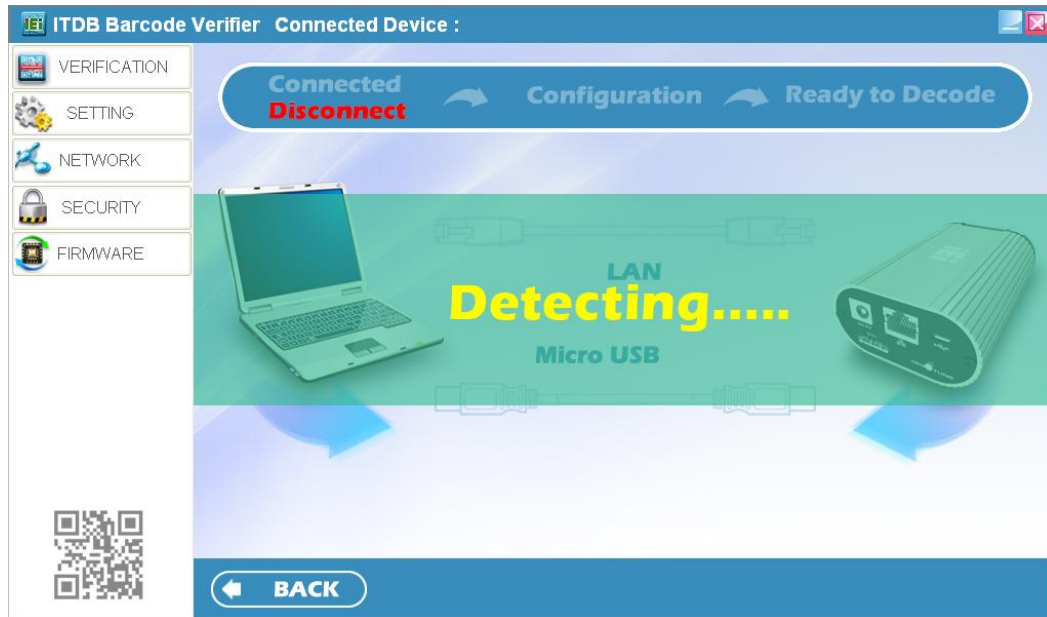 IEi ITDB Barcode Verifier Connected Device :
VERIFICATION
SETTING
NETWORK
SECURITY
FIRMWARE
Connected
Disconnect
Configuration
Ready to Decode
LAN
Detecting.....
Micro USB
BACK